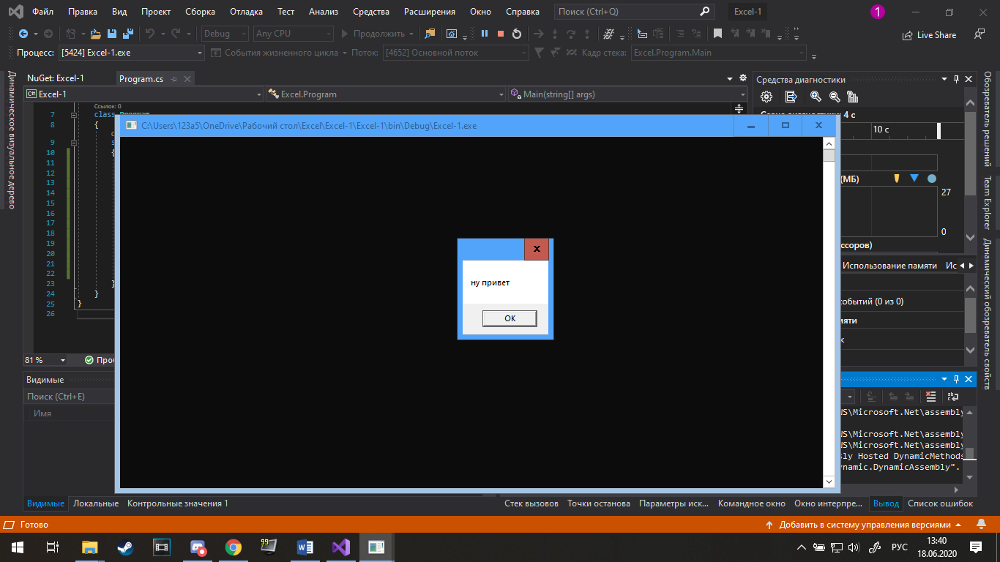 Файл Правка Вид Проект Сборка Отладка Тест Анализ Средства Расширения Окно Справка Поиск (Ctrl+Q) Excel-1 1
Debug Any CPU Продолжить Live Share
Процесс: [5424] Excel-1.exe События жизненного цикла Поток: [4652] Основной поток Кадр стека: Excel.Program.Main
Динамическое визуальное дерево
NuGet: Excel-1 Program.cs
C# Excel-1 Excel.Program Main(string[] args)
Ссылок: 0
7 class Program
8 {
9
10 {
11
12
13
14
15
16
17
18
19
20
21
22
23 }
24 }
25 }
26
81 %
C:\Users\123a5\OneDrive\Рабочий стол\Excel\Excel-1\Excel-1\bin\Debug\Excel-1.exe
ну привет
OK
Средства диагностики
4 с
10 с
(МБ)
27
0
ссоров)
Использование памяти Ис
событий (0 из 0)
мяти
к
Обозреватель решений
Team Explorer
Динамический обозреватель свойств
Видимые
Поиск (Ctrl+E)
Имя
WS\Microsoft.Net\assembly
WS\Microsoft.Net\assembly
WS\Microsoft.Net\assembly
ly Hosted DynamicMethods
namic.DynamicAssembly".
Видимые Локальные Контрольные значения 1 Стек вызовов Точки останова Параметры иск... Командное окно Окно интерпре... Вывод Список ошибок
Готово Добавить в систему управления версиями
99 РУС 13:40
18.06.2020